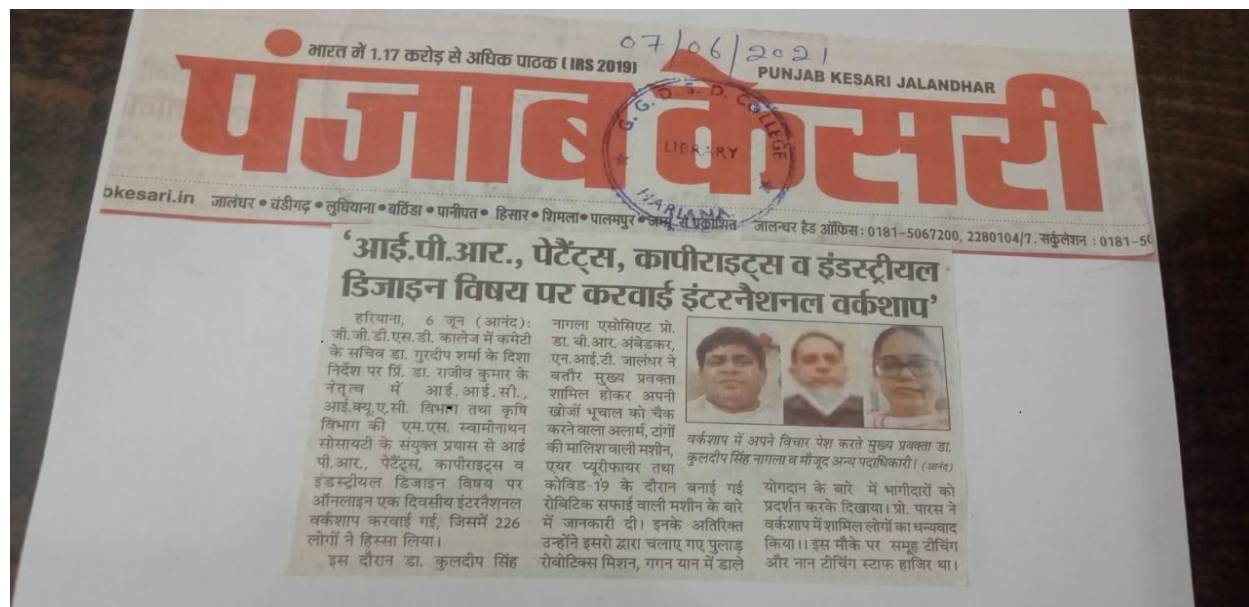 07/06/2021
भारत में 1.17 करोड़ से अधिक पाठक (IRS 2019)
PUNJAB KESARI JALANDHAR
पंजाब केसरी
G. G. D. S. D. COLLEGE
LIBRARY
HARIANA
bkesari.in जालंधर • चंडीगढ़ • लुधियाना • बठिंडा • पानीपत • हिसार • शिमला • पालमपुर • जम्मू से प्रकाशित जालन्धर हैड ऑफिस : 0181-5067200, 2280104/7. सर्कुलेशन : 0181-50
'आई.पी.आर., पेटैंट्स, कापीराइट्स व इंडस्ट्रीयल
डिजाइन विषय पर करवाई इंटरनैशनल वर्कशाप'
हरियाना, 6 जून (आनंद):
जी.जी.डी.एस.डी. कालेज में कमेटी
के सचिव डा. गुरदीप शर्मा के दिशा
निर्देश पर प्रिं. डा. राजीव कुमार के
नेतृत्व में आई.आई.सी.,
आई.क्यू.ए.सी. विभाग तथा कृषि
विभाग की एम.एस. स्वामीनाथन
सोसायटी के संयुक्त प्रयास से आई
पी.आर., पेटैंट्स, कापीराइट्स व
इंडस्ट्रीयल डिजाइन विषय पर
ऑनलाइन एक दिवसीय इंटरनैशनल
वर्कशाप करवाई गई, जिसमें 226
लोगों ने हिस्सा लिया।
इस दौरान डा. कुलदीप सिंह
नागला एसोसिएट प्रो.
डा. बी.आर. अंबेडकर,
एन.आई.टी. जालंधर ने
बतौर मुख्य प्रवक्ता
शामिल होकर अपनी
खोजों भूचाल को चैक
करने वाला अलार्म, टांगों
की मालिश वाली मशीन,
एयर प्यूरीफायर तथा
कोविड-19 के दौरान बनाई गई
रोबिटिक सफाई वाली मशीन के बारे
में जानकारी दी। इनके अतिरिक्त
उन्होंने इसरो द्वारा चलाए गए पुलाड़
रोबोटिक्स मिशन, गगन यान में डाले
वर्कशाप में अपने विचार पेश करते मुख्य प्रवक्ता डा.
कुलदीप सिंह नागला व मौजूद अन्य पदाधिकारी। (आनंद)
योगदान के बारे में भागीदारों को
प्रदर्शन करके दिखाया। प्रो. पारस ने
वर्कशाप में शामिल लोगों का धन्यवाद
किया।। इस मौके पर समूह टीचिंग
और नान टीचिंग स्टाफ हाजिर था।